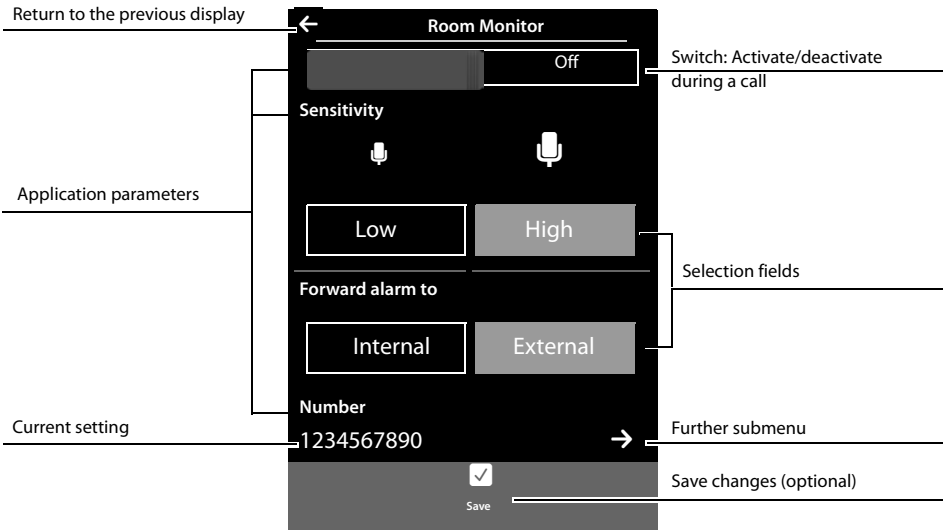 Return to the previous display
Room Monitor
Off
Switch: Activate/deactivate
during a call
Sensitivity
Application parameters
Low
High
Selection fields
Forward alarm to
Internal
External
Number
Current setting
1234567890
Further submenu
Save changes (optional)
Save